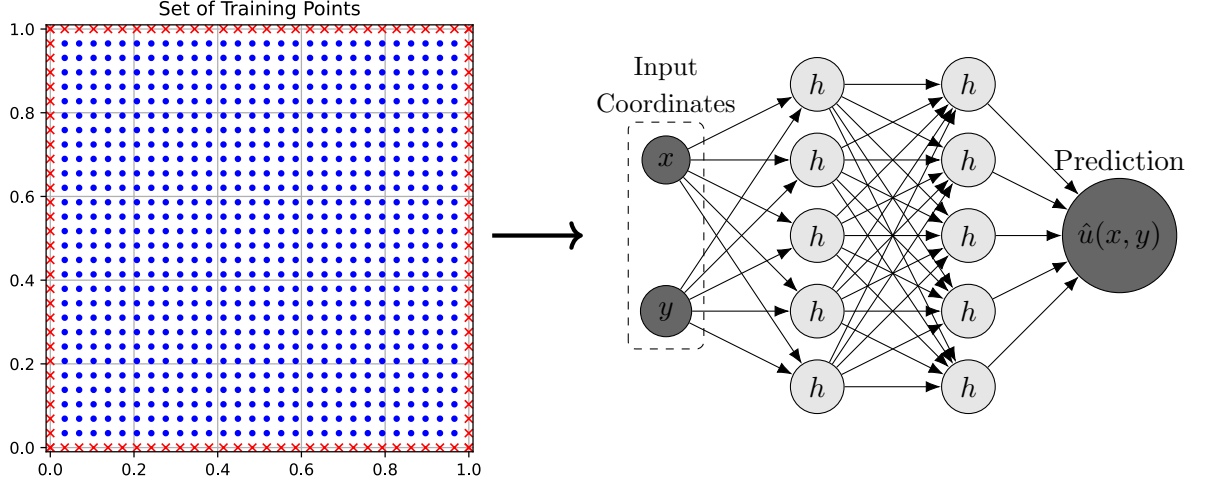 Set of Training Points
1.0
0.8
0.6
0.4
0.2
0.0
0.0 0.2 0.4 0.6 0.8 1.0
Input
Coordinates
x
y
h
h
h
h
h
h
h
h
h
h
Prediction
û(x, y)